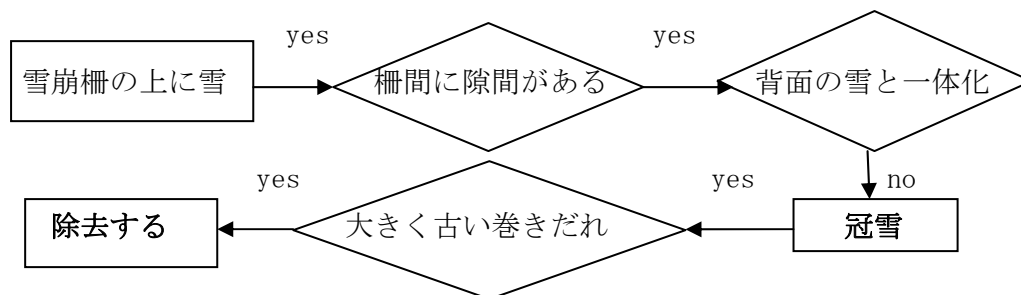 yes
yes
雪崩柵の上に雪
柵間に隙間がある
背面の雪と一体化
yes
yes
no
除去する
大きく古い巻きだれ
冠雪